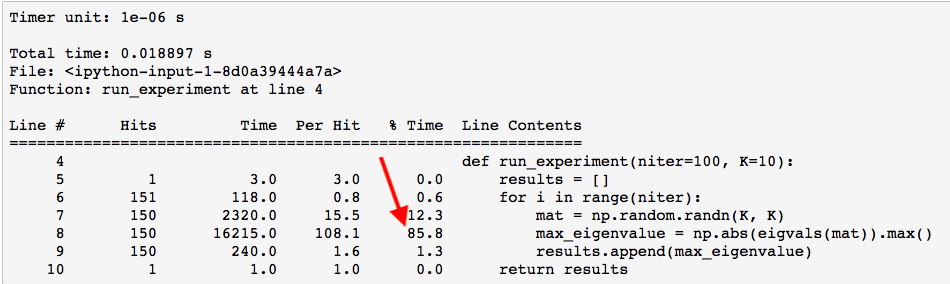 Timer unit: 1e-06 s
Total time: 0.018897 s
File: <ipython-input-1-8d0a39444a7a>
Function: run_experiment at line 4
Line # Hits Time Per Hit % Time Line Contents
==============================================================
4 def run_experiment(niter=100, K=10):
5 1 3.0 3.0 0.0 results = []
6 151 118.0 0.8 0.6 for i in range(niter):
7 150 2320.0 15.5 12.3 mat = np.random.randn(K, K)
8 150 16215.0 108.1 85.8 max_eigenvalue = np.abs(eigvals(mat)).max()
9 150 240.0 1.6 1.3 results.append(max_eigenvalue)
10 1 1.0 1.0 0.0 return results